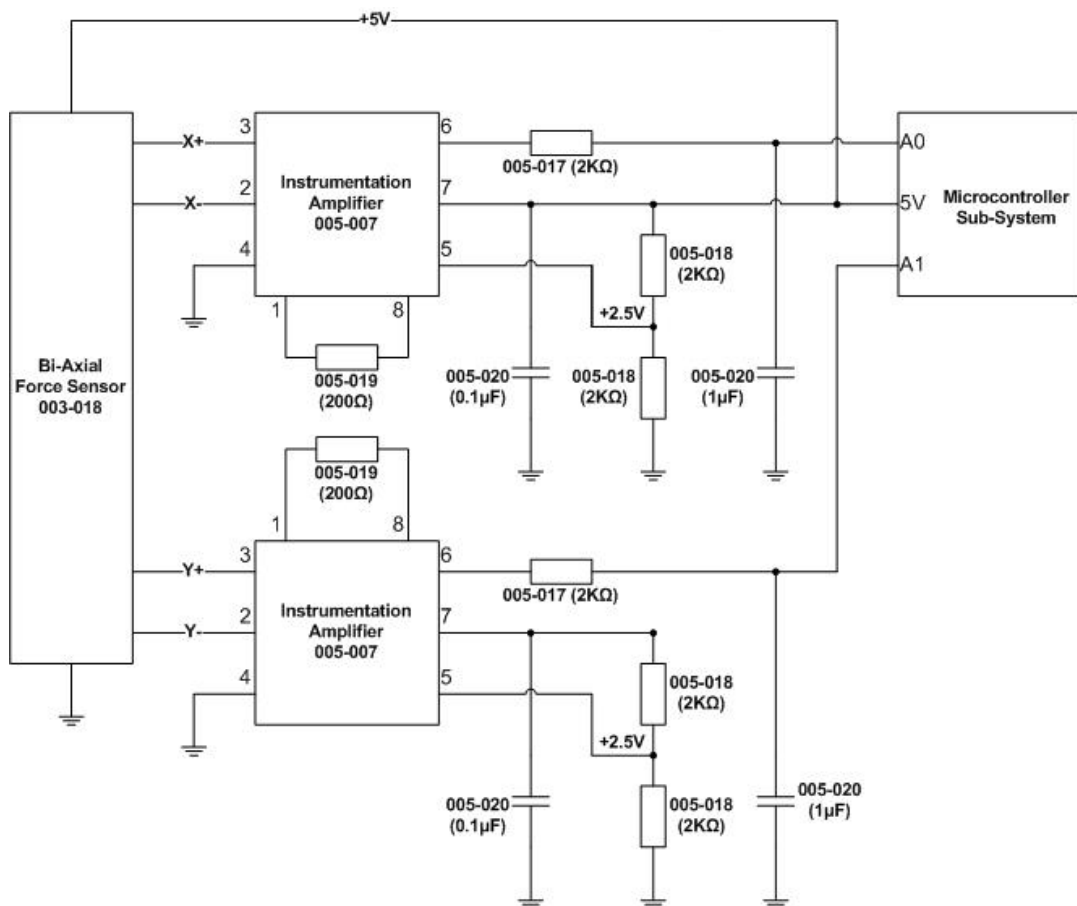 +5V
X+
3
6
A0
005-017 (2KΩ)
Instrumentation
Amplifier
005-007
X-
2
7
5V
Microcontroller
Sub-System
4
5
A1
005-018
(2KΩ)
1
8
+2.5V
Bi-Axial
Force Sensor
003-018
005-019
(200Ω)
005-020
(0.1µF)
005-018
(2KΩ)
005-020
(1µF)
005-019
(200Ω)
1
8
Y+
3
6
005-017 (2KΩ)
Instrumentation
Amplifier
005-007
Y-
2
7
4
5
005-018
(2KΩ)
+2.5V
005-020
(0.1µF)
005-018
(2KΩ)
005-020
(1µF)